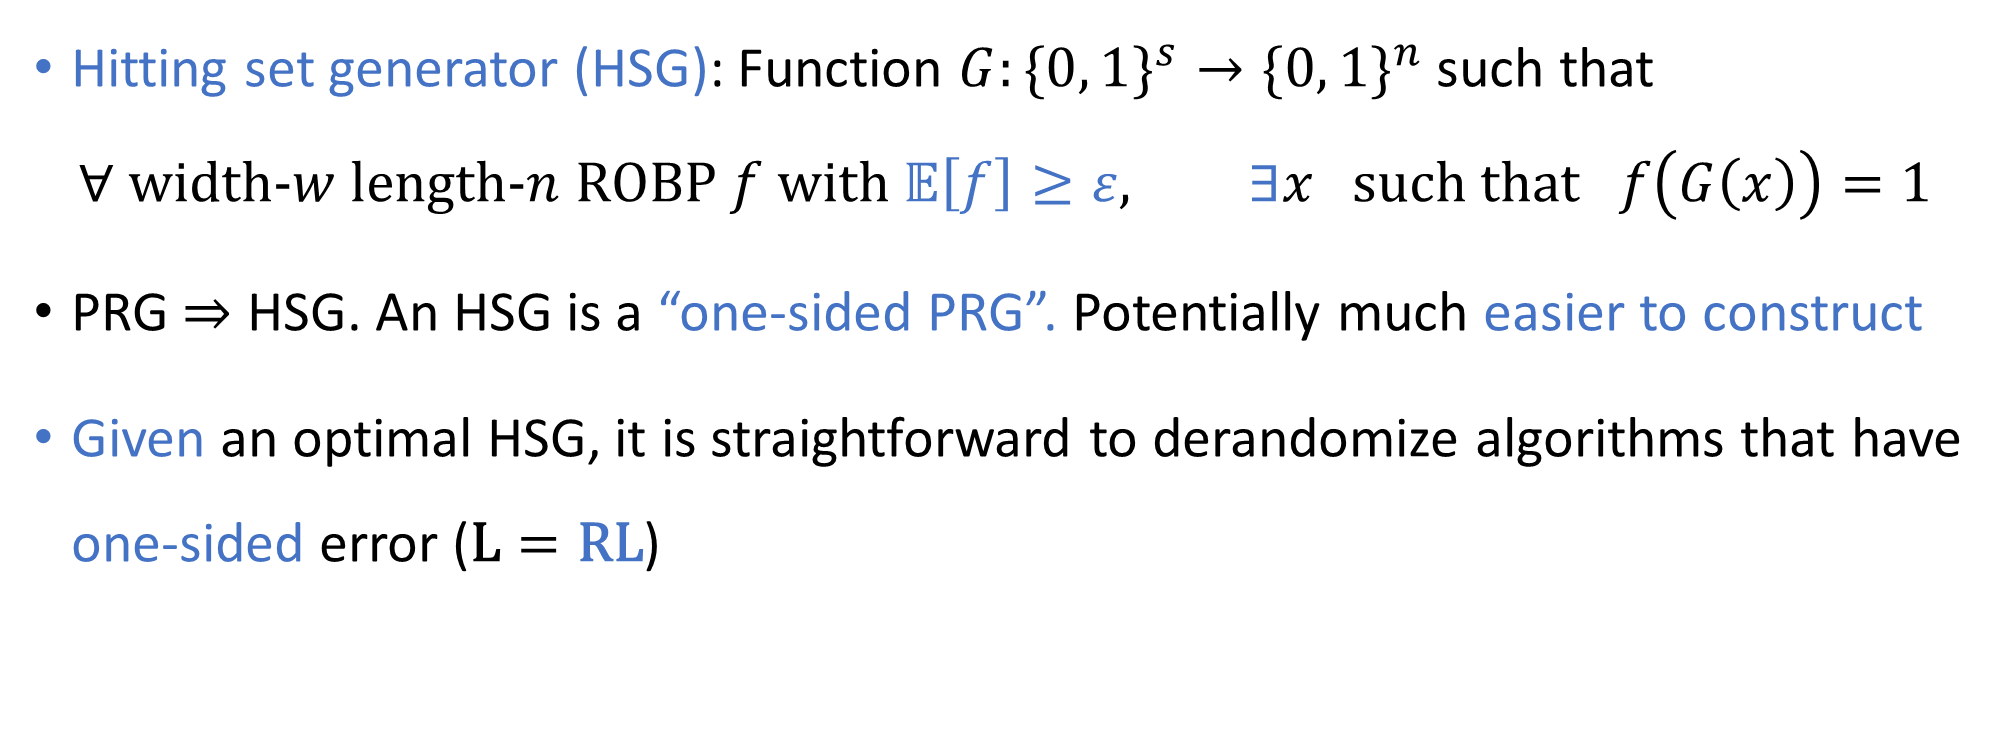 • Hitting set generator (HSG): Function G: {0, 1}ˢ → {0, 1}ⁿ such that
∀ width-w length-n ROBP f with 𝔼[f] ≥ ε, ∃x such that f(G(x)) = 1
• PRG ⇒ HSG. An HSG is a “one-sided PRG”. Potentially much easier to construct
• Given an optimal HSG, it is straightforward to derandomize algorithms that have
one-sided error (L = RL)